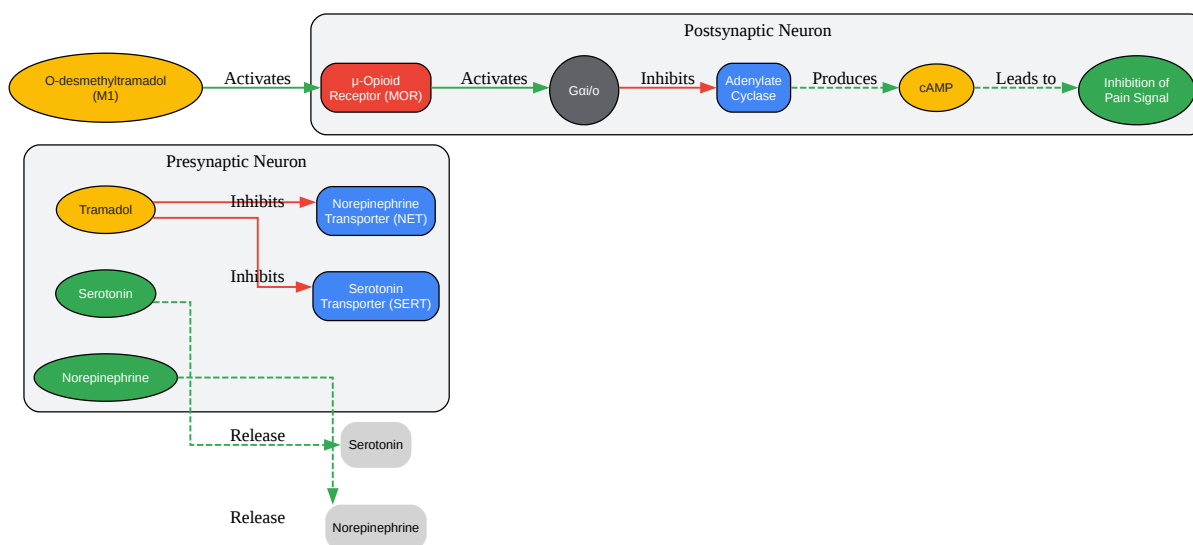 Postsynaptic Neuron
O-desmethyltramadol
(M1)
Activates
μ-Opioid
Receptor (MOR)
Activates
Gαi/o
Inhibits
Adenylate
Cyclase
Produces
cAMP
Leads to
Inhibition of
Pain Signal
Presynaptic Neuron
Tramadol
Inhibits
Norepinephrine
Transporter (NET)
Inhibits
Serotonin
Transporter (SERT)
Serotonin
Norepinephrine
Release
Serotonin
Release
Norepinephrine